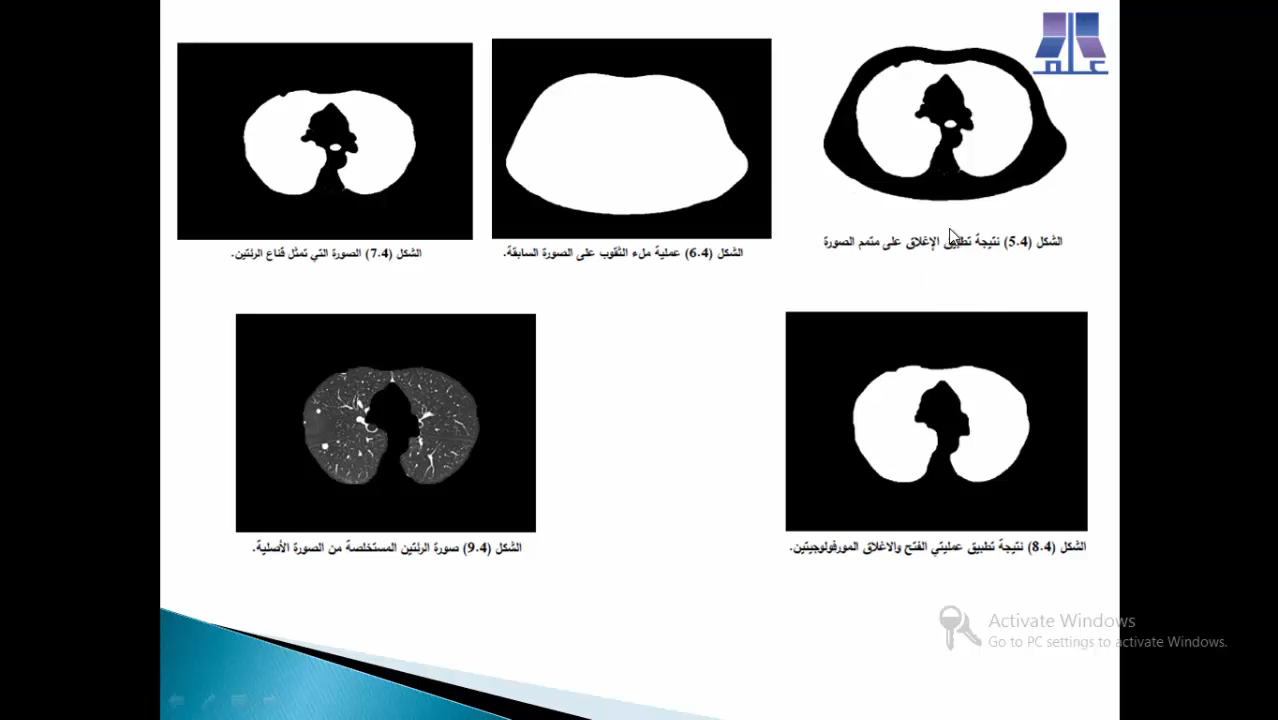 علم
الشكل (5.4) نتيجة تطبيق الإغلاق على متمم الصورة
الشكل (6.4) عملية ملء الثقوب على الصورة السابقة.
الشكل (7.4) الصورة التي تمثل قناع الرئتين.
الشكل (8.4) نتيجة تطبيق عمليتي الفتح والاغلاق المورفولوجيتين.
الشكل (9.4) صورة الرئتين المستخلصة من الصورة الأصلية.
Activate Windows
Go to PC settings to activate Windows.